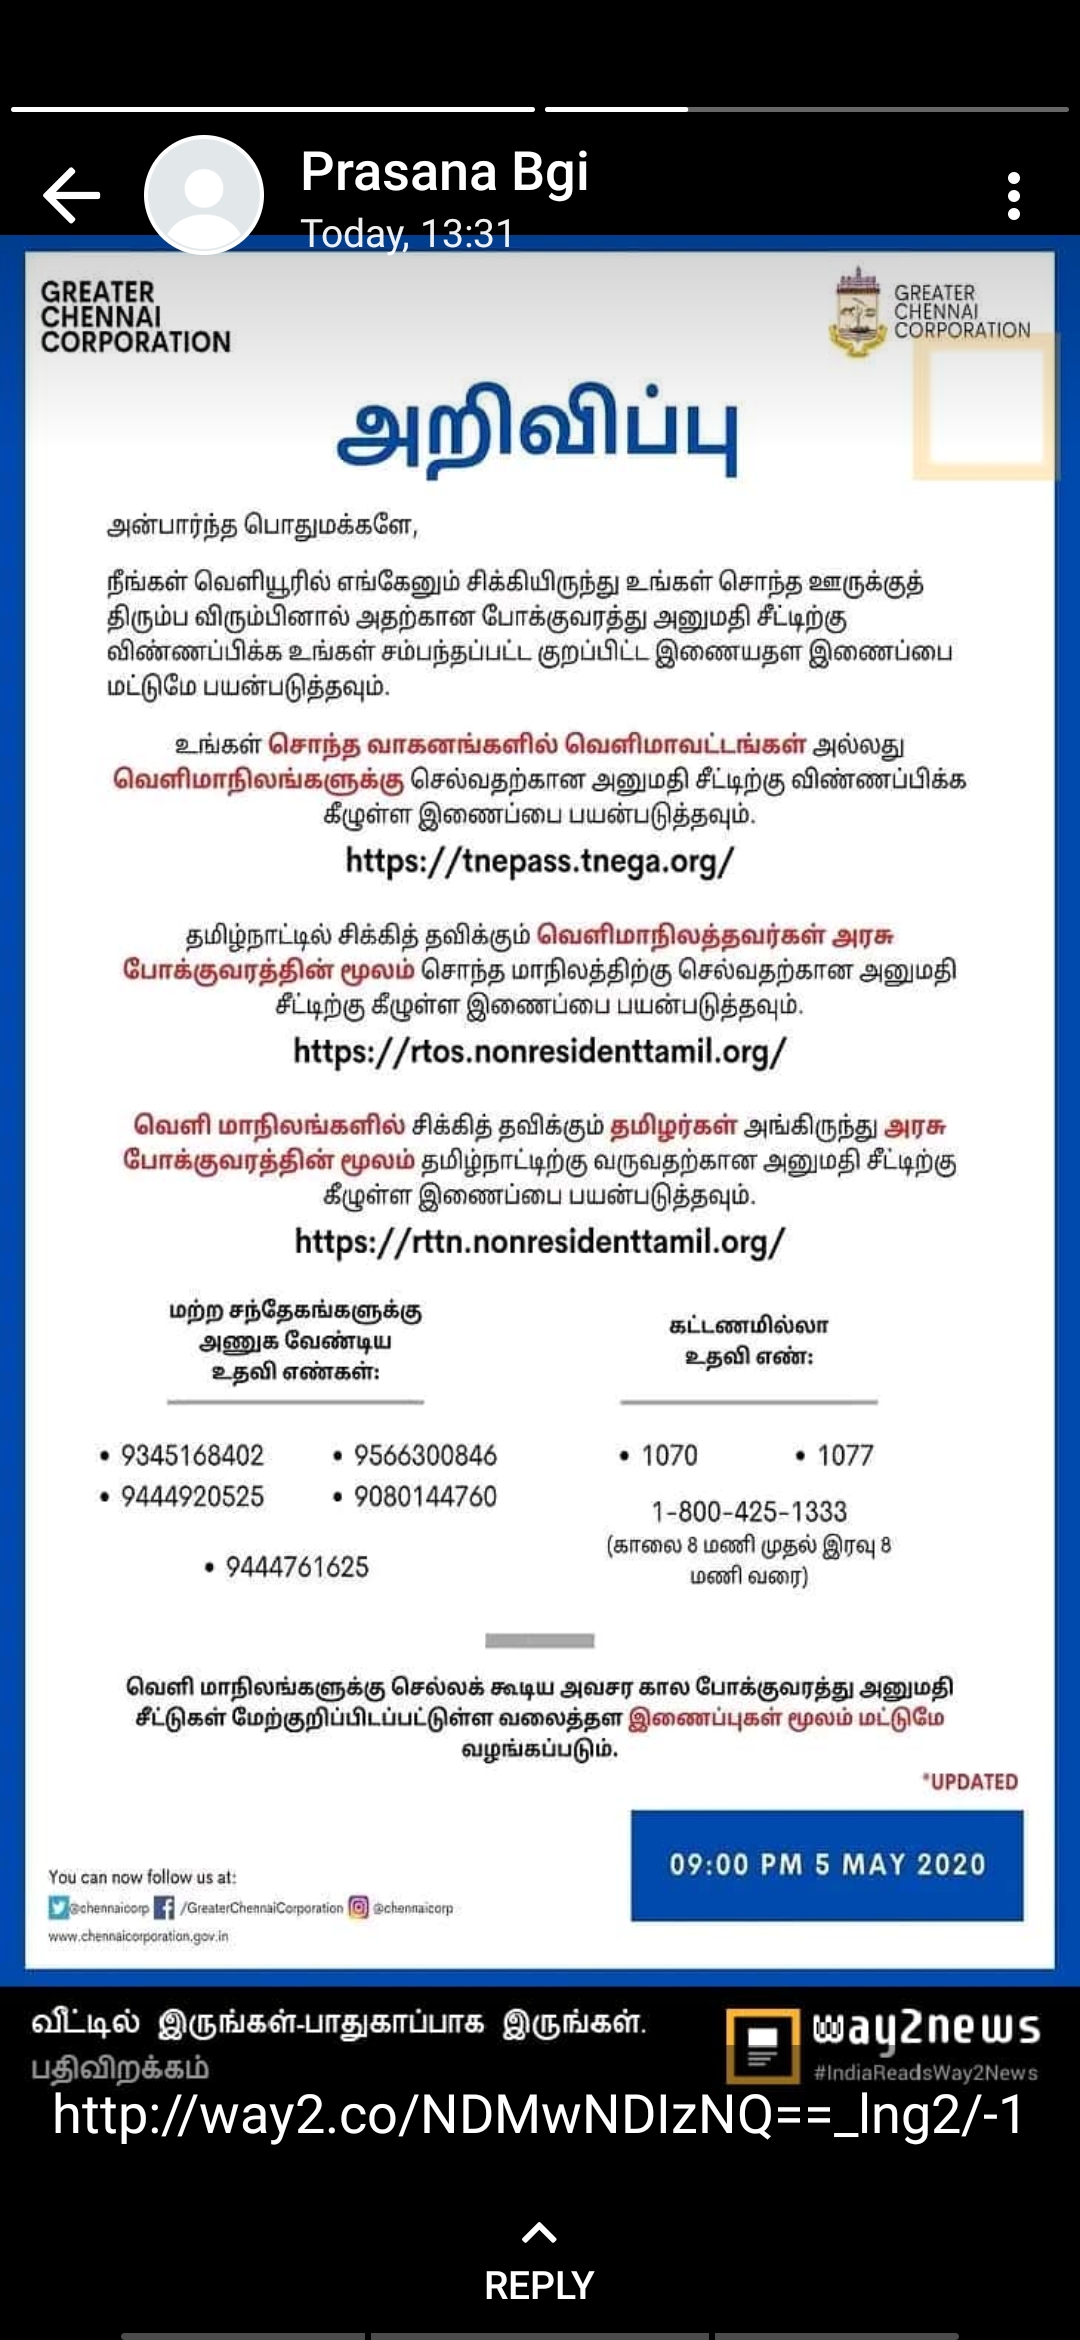 Prasana Bgi
Today, 13:31
GREATER
CHENNAI
CORPORATION
GREATER
CHENNAI
CORPORATION
அறிவிப்பு
அன்பார்ந்த பொதுமக்களே,
நீங்கள் வெளியூரில் எங்கேனும் சிக்கியிருந்து உங்கள் சொந்த ஊருக்குத்
திரும்ப விரும்பினால் அதற்கான போக்குவரத்து அனுமதி சீட்டிற்கு
விண்ணப்பிக்க உங்கள் சம்பந்தப்பட்ட குறப்பிட்ட இணையதள இணைப்பை
மட்டுமே பயன்படுத்தவும்.
உங்கள் சொந்த வாகனங்களில் வெளிமாவட்டங்கள் அல்லது
வெளிமாநிலங்களுக்கு செல்வதற்கான அனுமதி சீட்டிற்கு விண்ணப்பிக்க
கீழுள்ள இணைப்பை பயன்படுத்தவும்.
https://tnepass.tnega.org/
தமிழ்நாட்டில் சிக்கித் தவிக்கும் வெளிமாநிலத்தவர்கள் அரசு
போக்குவரத்தின் மூலம் சொந்த மாநிலத்திற்கு செல்வதற்கான அனுமதி
சீட்டிற்கு கீழுள்ள இணைப்பை பயன்படுத்தவும்.
https://rtos.nonresidenttamil.org/
வெளி மாநிலங்களில் சிக்கித் தவிக்கும் தமிழர்கள் அங்கிருந்து அரசு
போக்குவரத்தின் மூலம் தமிழ்நாட்டிற்கு வருவதற்கான அனுமதி சீட்டிற்கு
கீழுள்ள இணைப்பை பயன்படுத்தவும்.
https://rttn.nonresidenttamil.org/
மற்ற சந்தேகங்களுக்கு
அணுக வேண்டிய
உதவி எண்கள்:
• 9345168402 • 9566300846
• 9444920525 • 9080144760
• 9444761625
கட்டணமில்லா
உதவி எண்:
• 1070 • 1077
1-800-425-1333
(காலை 8 மணி முதல் இரவு 8
மணி வரை)
வெளி மாநிலங்களுக்கு செல்லக் கூடிய அவசர கால போக்குவரத்து அனுமதி
சீட்டுகள் மேற்குறிப்பிடப்பட்டுள்ள வலைத்தள இணைப்புகள் மூலம் மட்டுமே
வழங்கப்படும்.
*UPDATED
09:00 PM 5 MAY 2020
You can now follow us at:
@chennaicorp /GreaterChennaiCorporation @chennaicorp
www.chennaicorporation.gov.in
வீட்டில் இருங்கள்-பாதுகாப்பாக இருங்கள்.
பதிவிறக்கம்
way2news
#IndiaReadsWay2News
http://way2.co/NDMwNDIzNQ==_lng2/-1
REPLY